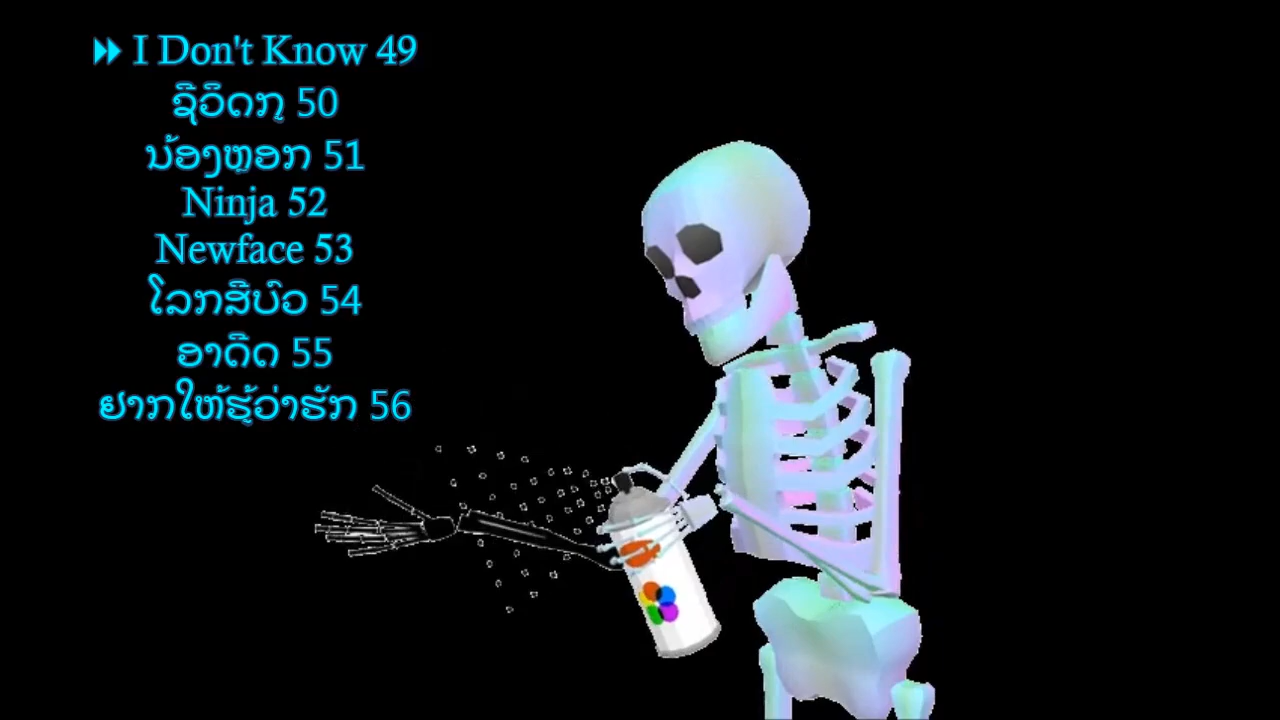 I Don't Know 49
ຊີວິດກູ 50
ນ້ອງຫຼອກ 51
Ninja 52
Newface 53
ໂລກສີບົວ 54
ອາດີດ 55
ຢາກໃຫ້ຮູ້ວ່າຮັກ 56